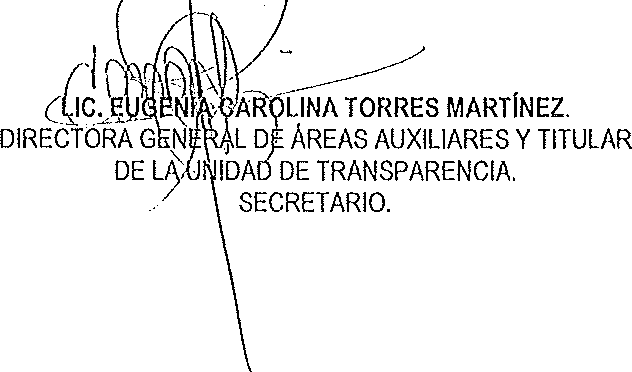 LIC. EUGENIA CAROLINA TORRES MARTÍNEZ.
DIRECTORA GENERAL DE ÁREAS AUXILIARES Y TITULAR
DE LA UNIDAD DE TRANSPARENCIA.
SECRETARIO.